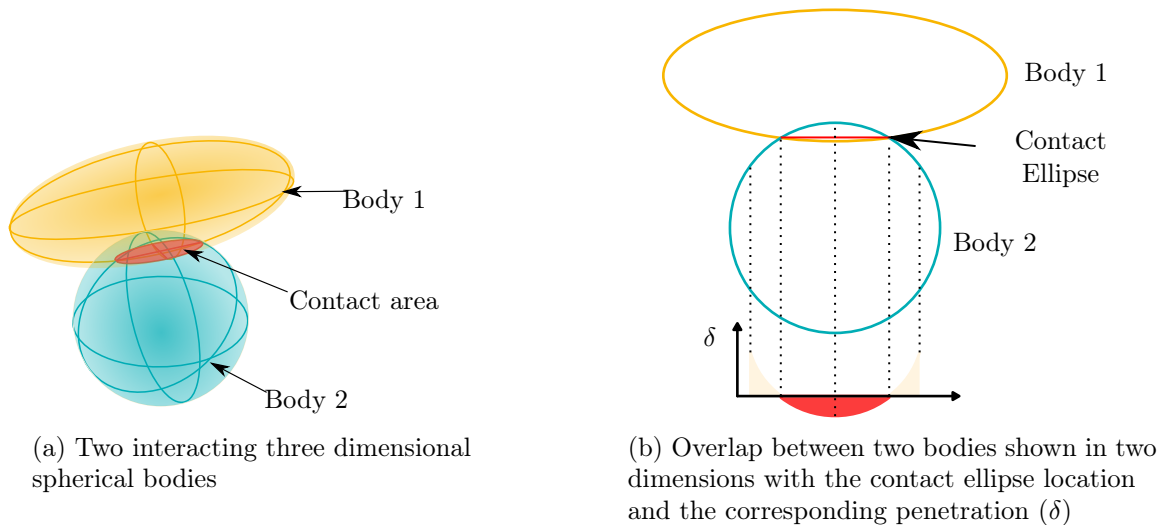 Body 1
Contact area
Body 2
(a) Two interacting three dimensional
spherical bodies
Body 1
Contact
Ellipse
Body 2
δ
(b) Overlap between two bodies shown in two
dimensions with the contact ellipse location
and the corresponding penetration (δ)